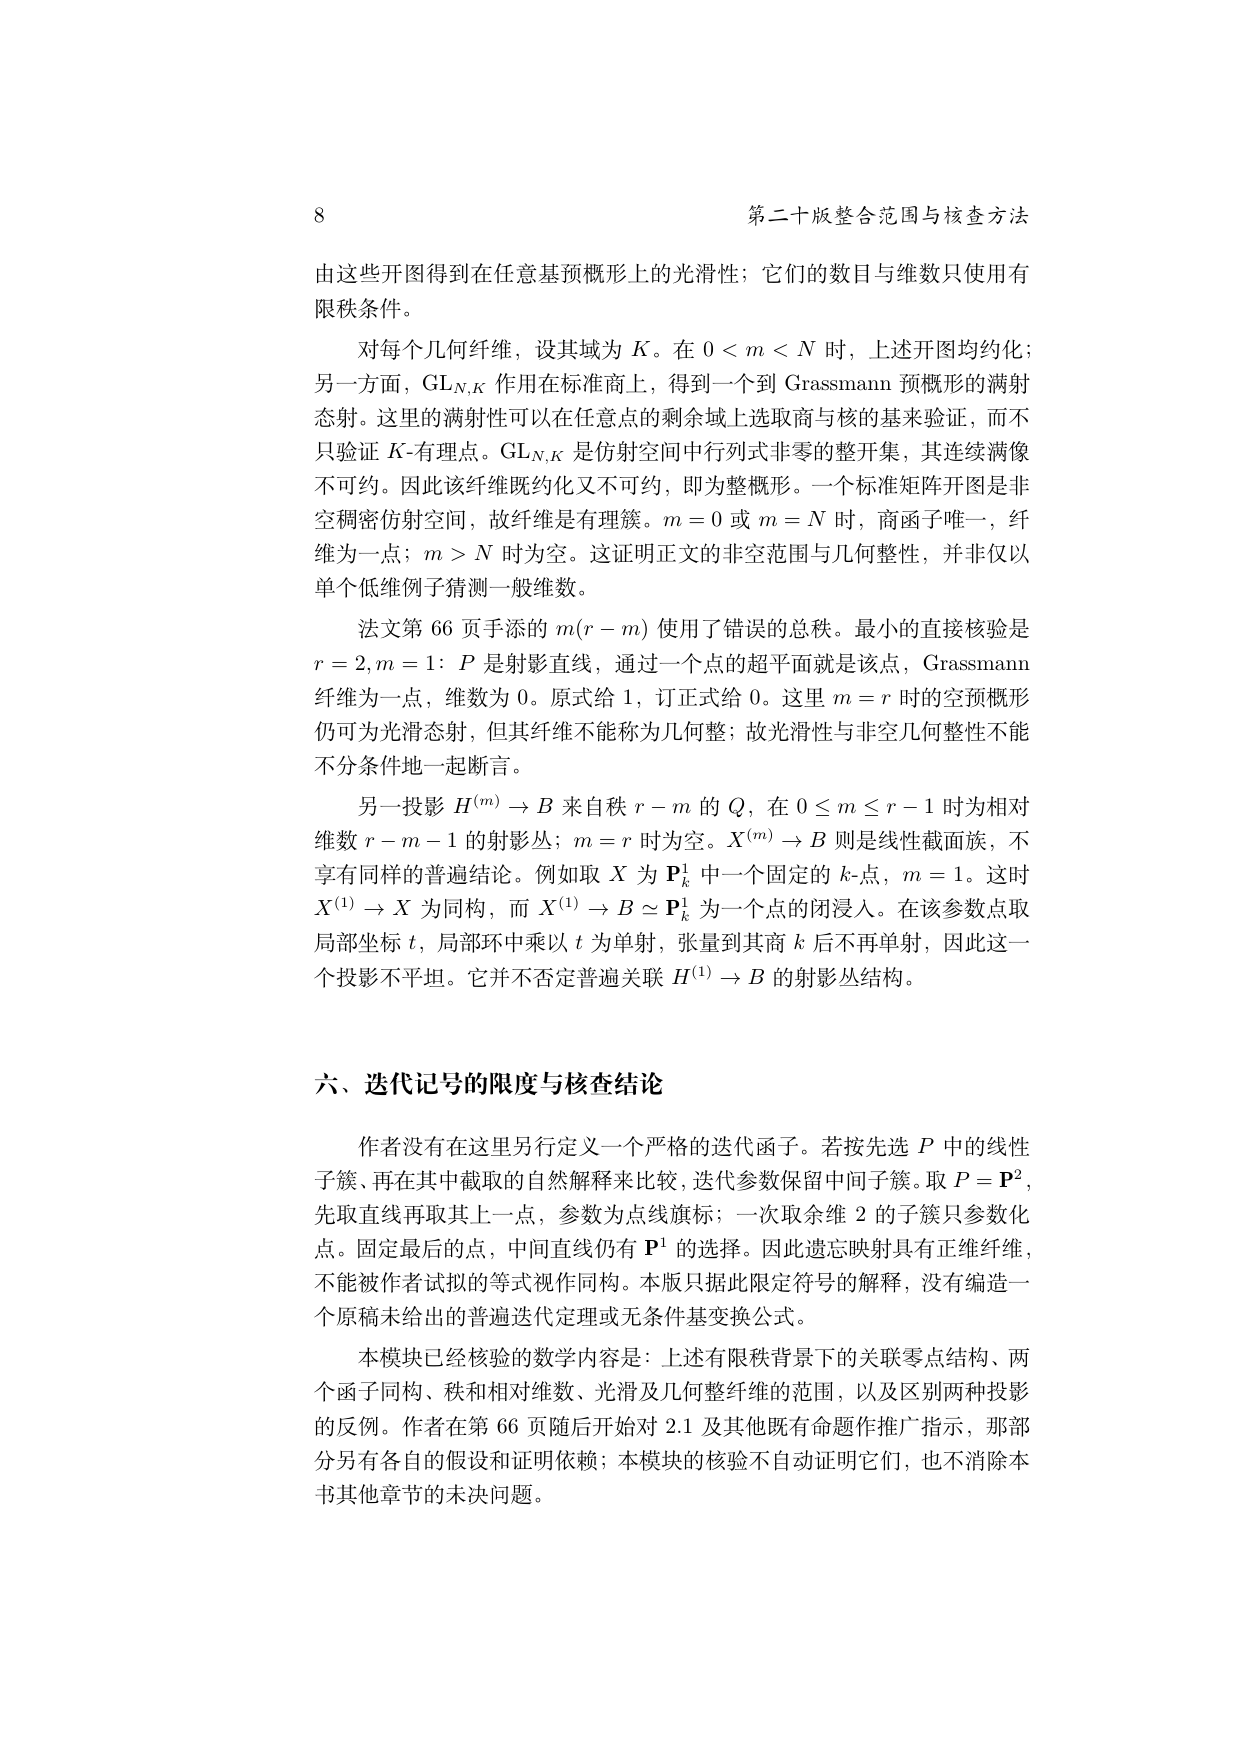 8 第二十版整合范围与核查方法
由这些开图得到在任意基预概形上的光滑性；它们的数目与维数只使用有
限秩条件。
对每个几何纤维，设其域为 K。在 0 < m < N 时，上述开图均约化；
另一方面，GL_{N,K} 作用在标准商上，得到一个到 Grassmann 预概形的满射
态射。这里的满射性可以在任意点的剩余域上选取商与核的基来验证，而不
只验证 K-有理点。GL_{N,K} 是仿射空间中行列式非零的整开集，其连续满像
不可约。因此该纤维既约化又不可约，即为整概形。一个标准矩阵开图是非
空稠密仿射空间，故纤维是有理簇。m = 0 或 m = N 时，商函子唯一，纤
维为一点；m > N 时为空。这证明正文的非空范围与几何整性，并非仅以
单个低维例子猜测一般维数。
法文第 66 页手添的 m(r − m) 使用了错误的总秩。最小的直接核验是
r = 2, m = 1：P 是射影直线，通过一个点的超平面就是该点，Grassmann
纤维为一点，维数为 0。原式给 1，订正式给 0。这里 m = r 时的空预概形
仍可为光滑态射，但其纤维不能称为几何整；故光滑性与非空几何整性不能
不分条件地一起断言。
另一投影 H^{(m)} → B 来自秩 r − m 的 Q，在 0 ≤ m ≤ r − 1 时为相对
维数 r − m − 1 的射影丛；m = r 时为空。X^{(m)} → B 则是线性截面族，不
享有同样的普遍结论。例如取 X 为 P^1_k 中一个固定的 k-点，m = 1。这时
X^{(1)} → X 为同构，而 X^{(1)} → B ≃ P^1_k 为一个点的闭浸入。在该参数点取
局部坐标 t，局部环中乘以 t 为单射，张量到其商 k 后不再单射，因此这一
个投影不平坦。它并不否定普遍关联 H^{(1)} → B 的射影丛结构。
六、迭代记号的限度与核查结论
作者没有在这里另行定义一个严格的迭代函子。若按先选 P 中的线性
子簇、再在其中截取的自然解释来比较，迭代参数保留中间子簇。取 P = P^2，
先取直线再取其上一点，参数为点线旗标；一次取余维 2 的子簇只参数化
点。固定最后的点，中间直线仍有 P^1 的选择。因此遗忘映射具有正维纤维，
不能被作者试拟的等式视作同构。本版只据此限定符号的解释，没有编造一
个原稿未给出的普遍迭代定理或无条件基变换公式。
本模块已经核验的数学内容是：上述有限秩背景下的关联零点结构、两
个函子同构、秩和相对维数、光滑及几何整纤维的范围，以及区别两种投影
的反例。作者在第 66 页随后开始对 2.1 及其他既有命题作推广指示，那部
分另有各自的假设和证明依赖；本模块的核验不自动证明它们，也不消除本
书其他章节的未决问题。